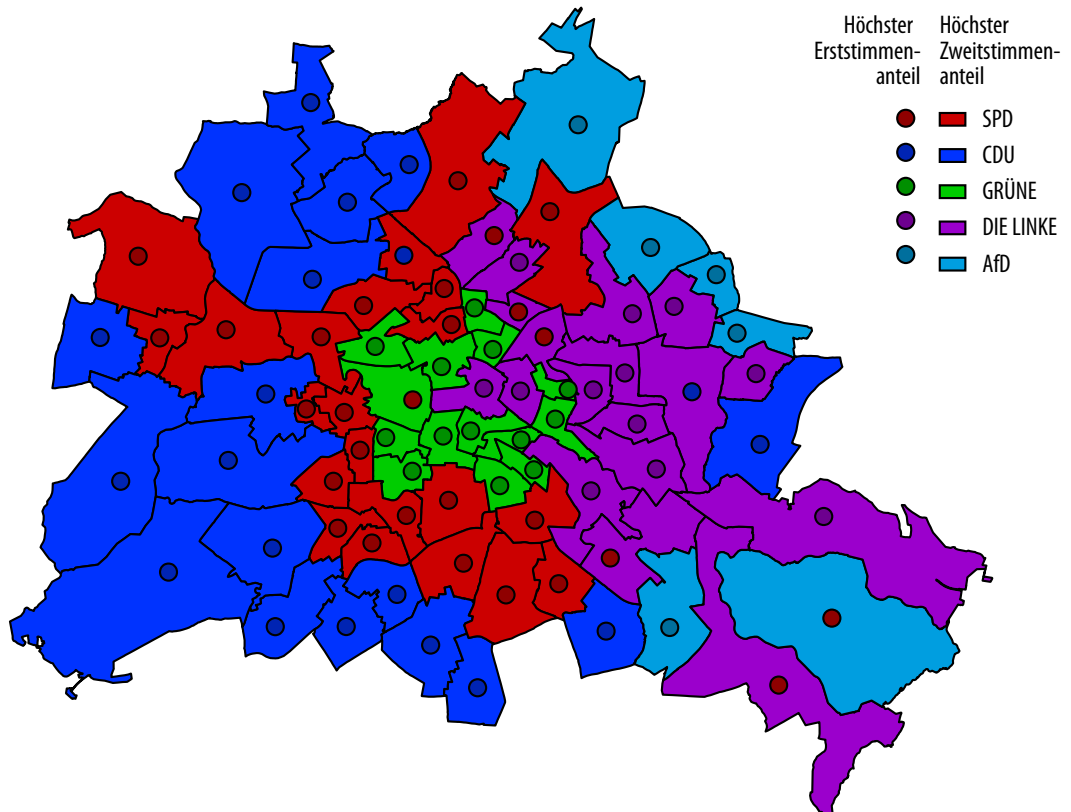 Höchster
Erststimmen-
anteil
Höchster
Zweitstimmen-
anteil
SPD
CDU
GRÜNE
DIE LINKE
AfD